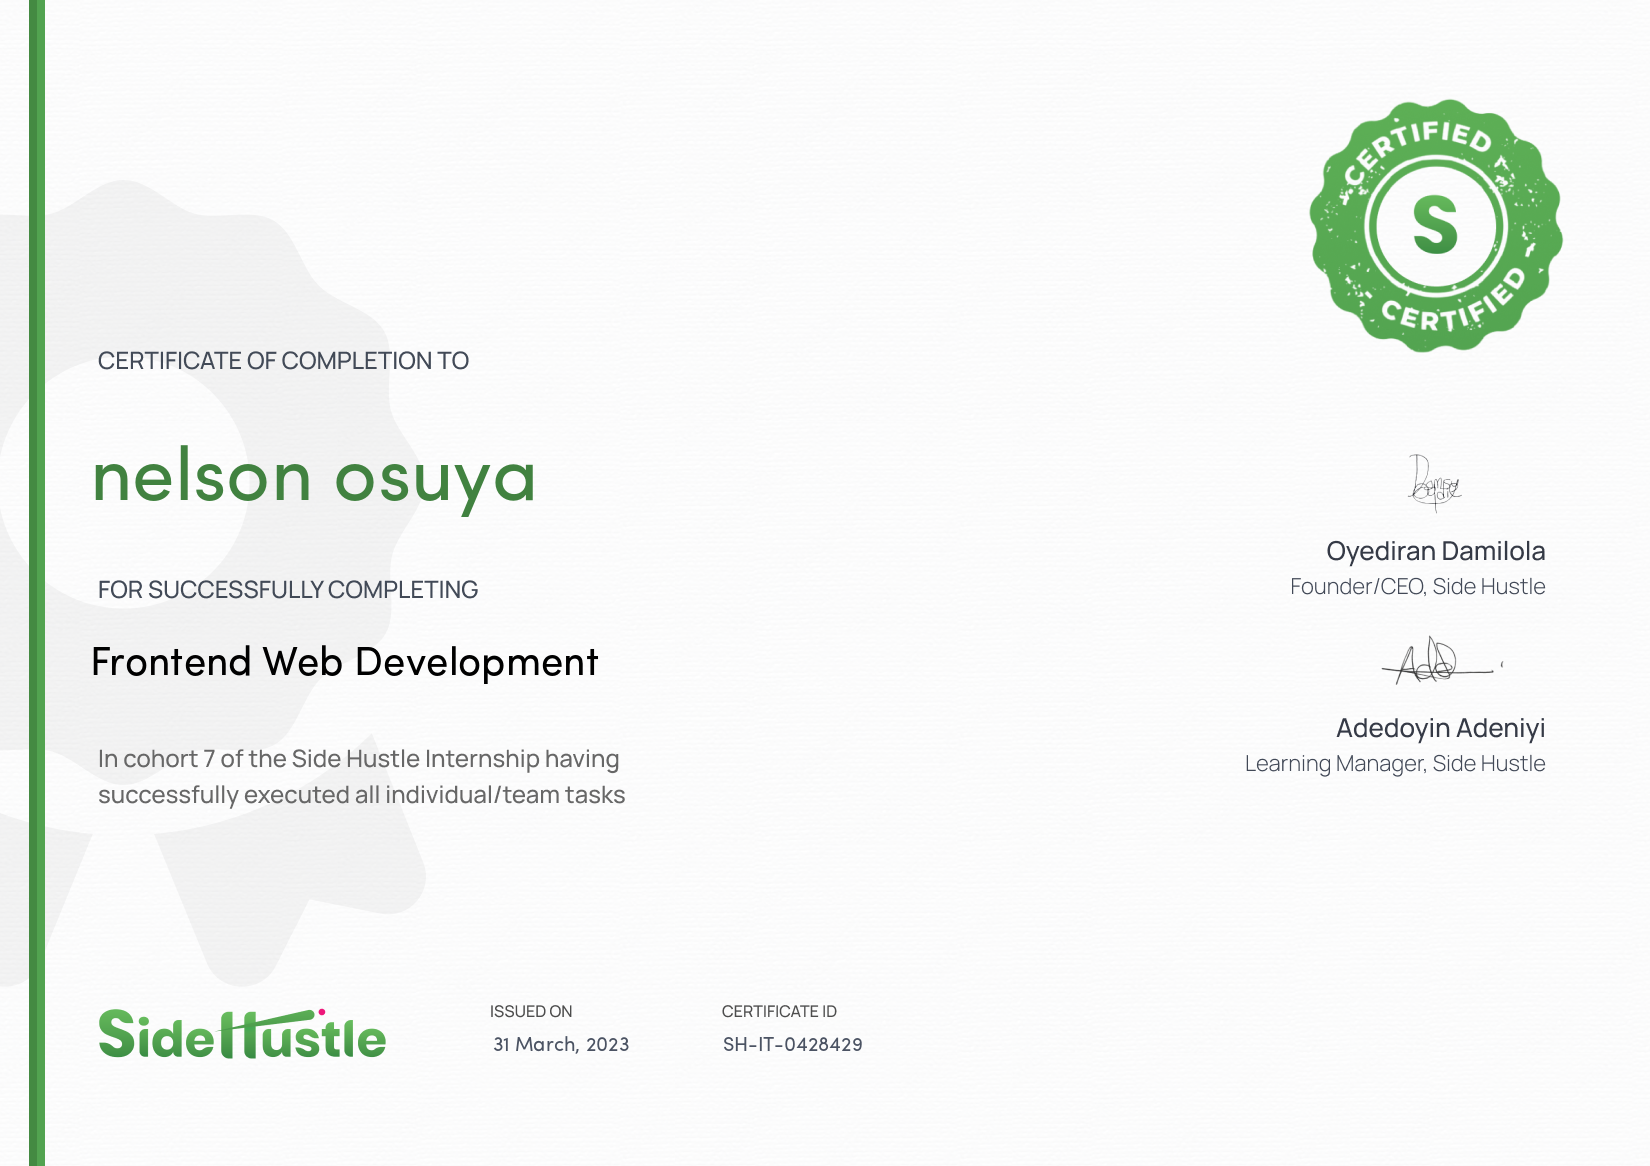 CERTIFIED
S
CERTIFIED
CERTIFICATE OF COMPLETION TO
nelson osuya
FOR SUCCESSFULLY COMPLETING
Frontend Web Development
In cohort 7 of the Side Hustle Internship having
successfully executed all individual/team tasks
Oyediran Damilola
Founder/CEO, Side Hustle
Adedoyin Adeniyi
Learning Manager, Side Hustle
SideHustle
ISSUED ON
31 March, 2023
CERTIFICATE ID
SH-IT-0428429